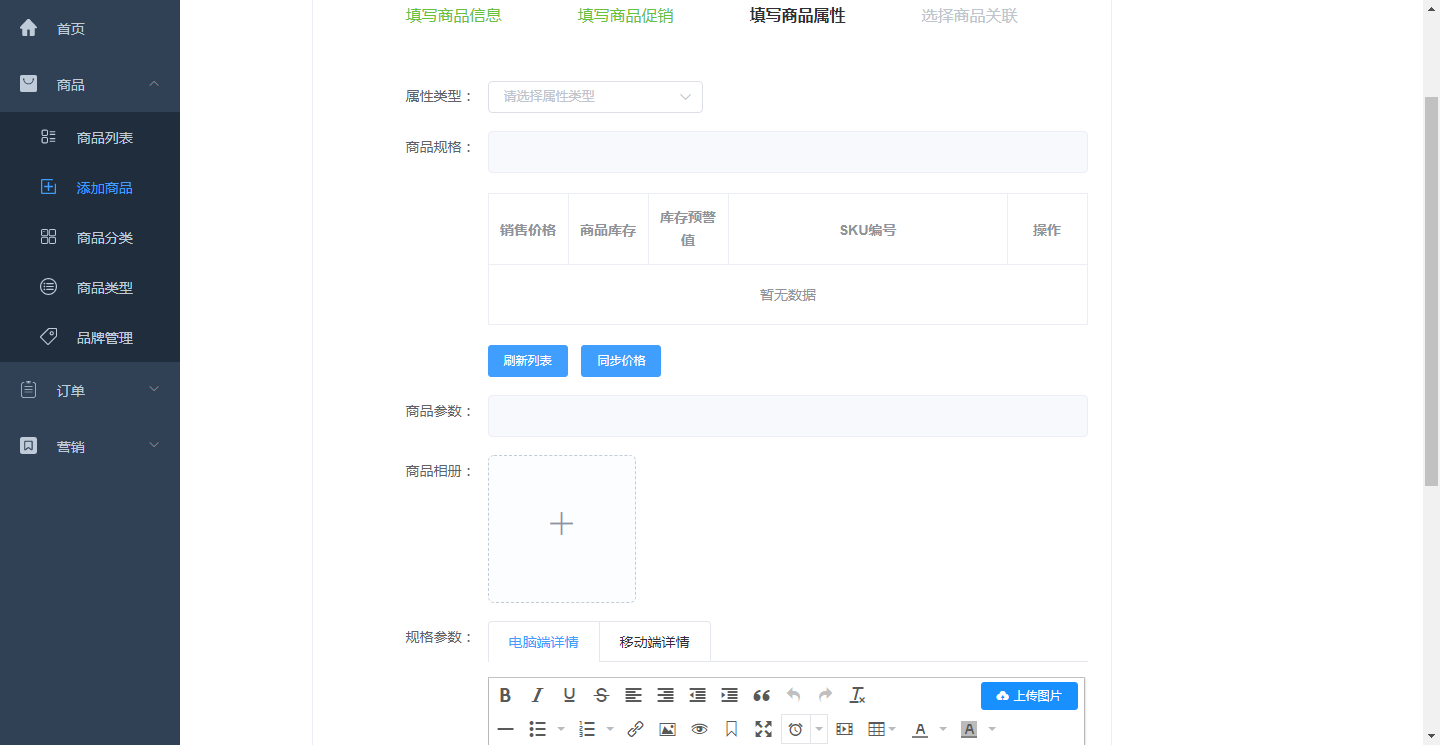 首页
商品
商品列表
添加商品
商品分类
商品类型
品牌管理
订单
营销
填写商品信息 填写商品促销 填写商品属性 选择商品关联
属性类型： 请选择属性类型
商品规格：
销售价格 商品库存 库存预警值 SKU编号 操作
暂无数据
刷新列表 同步价格
商品参数：
商品相册：
规格参数： 电脑端详情 移动端详情
上传图片